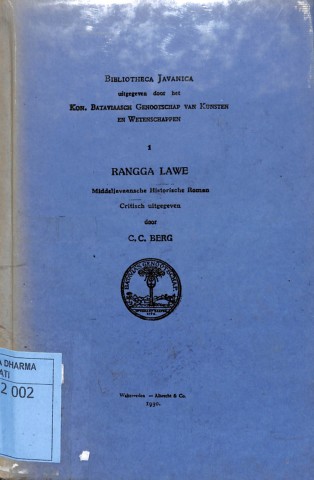 BIBLIOTHECA JAVANICA
uitgegeven door het
KON. BATAVIAASCH GENOOTSCHAP VAN KUNSTEN
EN WETENSCHAPPEN
1
RANGGA LAWE
Middeljavaansche Historische Roman
Critisch uitgegeven
door
C. C. BERG
Weltevreden — Albrecht & Co.
1930.
A DHARMA
ATI
2 002